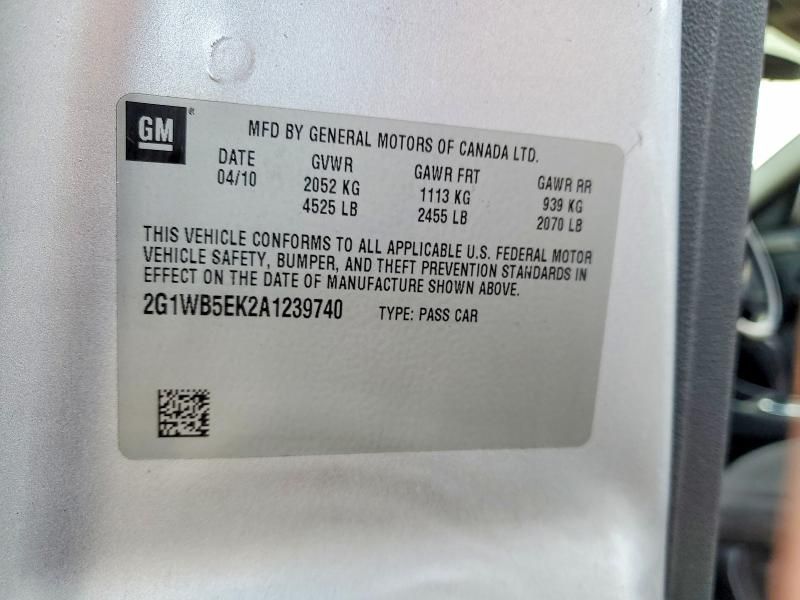 GM
MFD BY GENERAL MOTORS OF CANADA LTD.
DATE GVWR GAWR FRT GAWR RR
04/10 2052 KG 1113 KG 939 KG
4525 LB 2455 LB 2070 LB
THIS VEHICLE CONFORMS TO ALL APPLICABLE U.S. FEDERAL MOTOR
VEHICLE SAFETY, BUMPER, AND THEFT PREVENTION STANDARDS IN
EFFECT ON THE DATE OF MANUFACTURE SHOWN ABOVE.
2G1WB5EK2A1239740 TYPE: PASS CAR